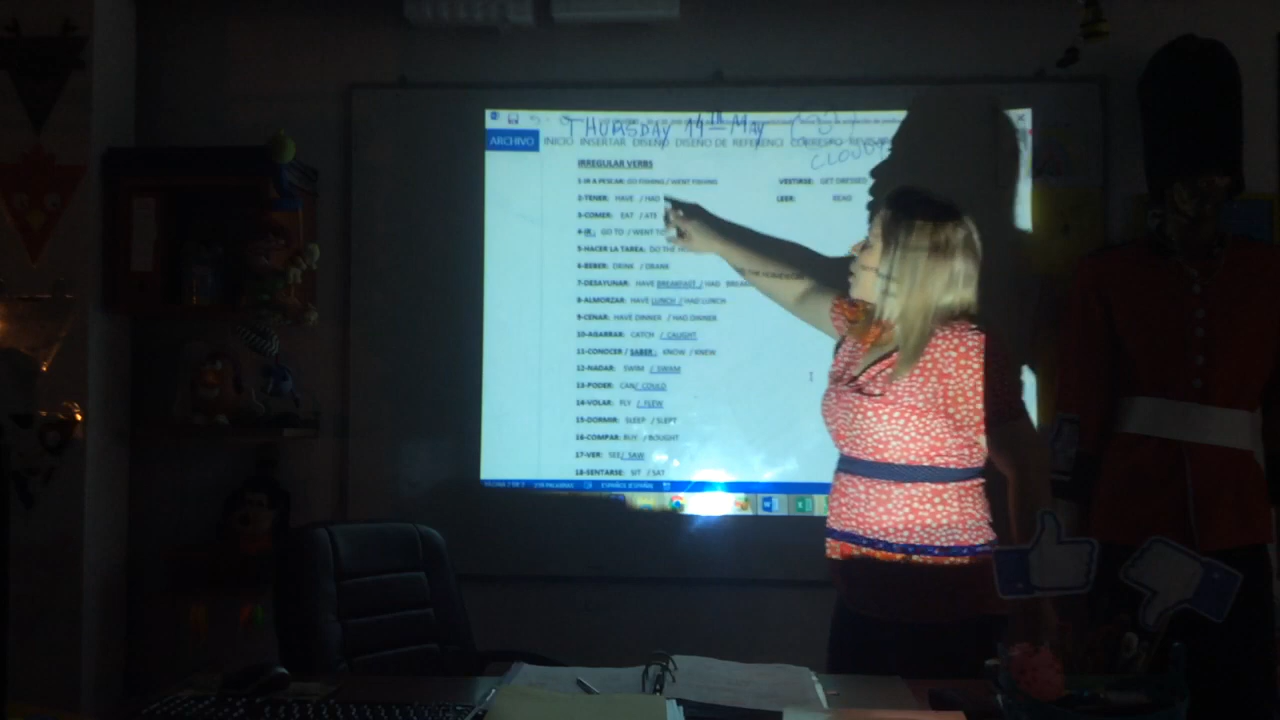 THURSDAY 14TH MAY
CLOUDY
ARCHIVO INICIO INSERTAR DISEÑO DISEÑO DE REFERENCI CORRESPO REVISAR
IRREGULAR VERBS
1-IR A PESCAR: GO FISHING / WENT FISHING VESTIRSE: GET DRESSED
2-TENER: HAVE / HAD LEER: READ
3-COMER: EAT / ATE
4-IR: GO TO / WENT TO
5-HACER LA TAREA: DO THE
6-BEBER: DRINK / DRANK
7-DESAYUNAR: HAVE BREAKFAST / HAD
8-ALMORZAR: HAVE LUNCH / HAD LUNCH
9-CENAR: HAVE DINNER / HAD DINNER
10-AGARRAR: CATCH / CAUGHT
11-CONOCER / SABER: KNOW / KNEW
12-NADAR: SWIM / SWAM
13-PODER: CAN/ COULD
14-VOLAR: FLY / FLEW
15-DORMIR: SLEEP / SLEPT
16-COMPAR: BUY / BOUGHT
17-VER: SEE/ SAW
18-SENTARSE: SIT / SAT
ESPAÑOL (ESPAÑA)